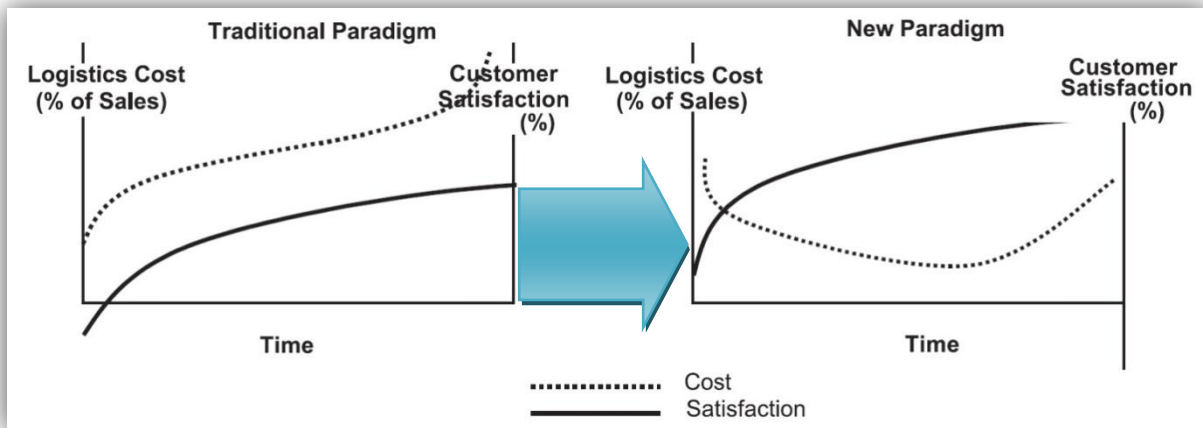 Traditional Paradigm
Logistics Cost
(% of Sales)
Customer
Satisfaction
(%)
Time
New Paradigm
Logistics Cost
(% of Sales)
Customer
Satisfaction
(%)
Time
Cost
Satisfaction